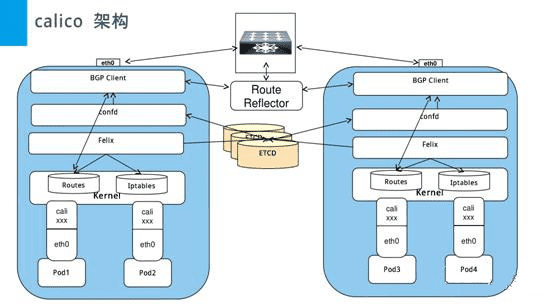 calico 架构
eth0
BGP Client
confd
Felix
Routes
Iptables
Kernel
cali
xxx
eth0
Pod1
cali
xxx
eth0
Pod2
Route
Reflector
ETCD
ETCD
eth0
BGP Client
confd
Felix
Routes
Iptables
Kernel
cali
xxx
eth0
Pod3
cali
xxx
eth0
Pod4